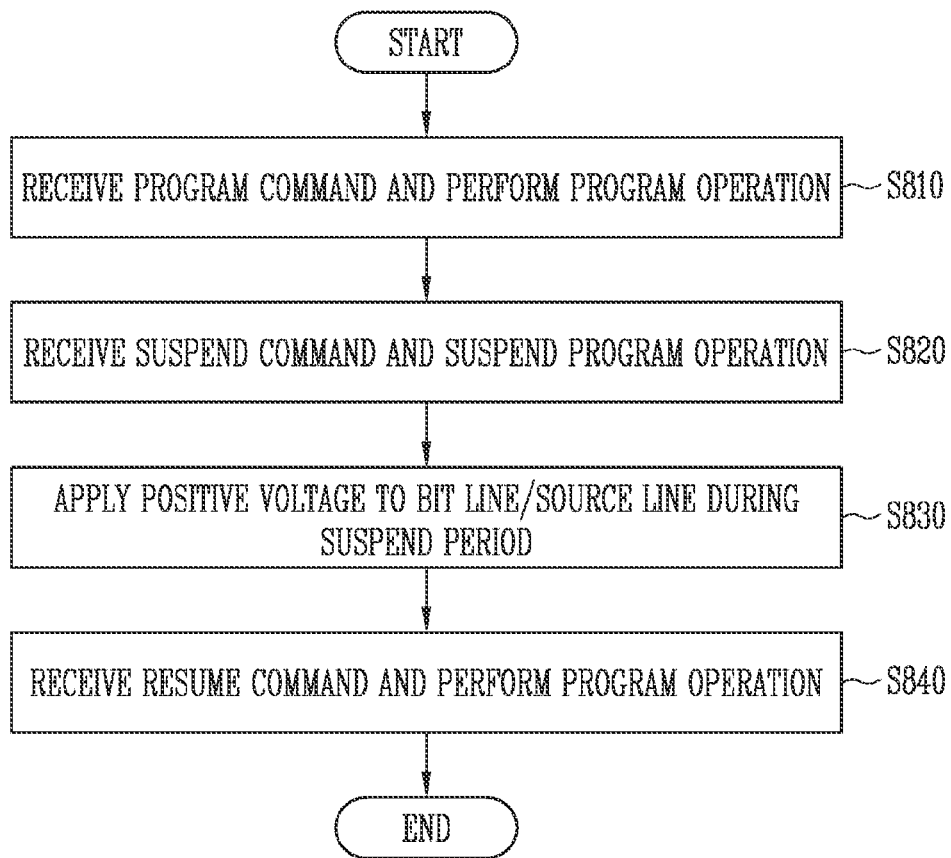 START
RECEIVE PROGRAM COMMAND AND PERFORM PROGRAM OPERATION
S810
RECEIVE SUSPEND COMMAND AND SUSPEND PROGRAM OPERATION
S820
APPLY POSITIVE VOLTAGE TO BIT LINE/SOURCE LINE DURING
SUSPEND PERIOD
S830
RECEIVE RESUME COMMAND AND PERFORM PROGRAM OPERATION
S840
END